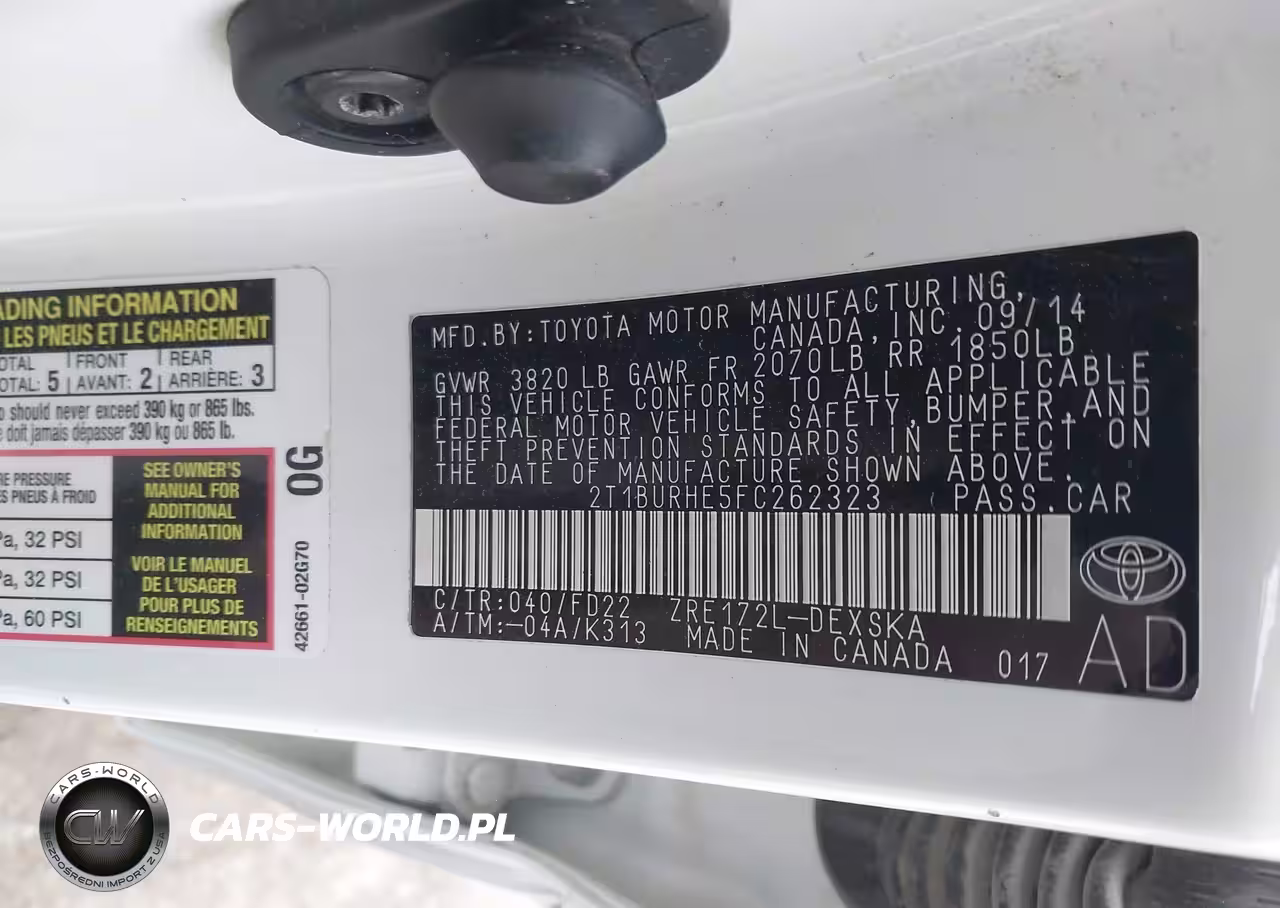 ADING INFORMATION
LES PNEUS ET LE CHARGEMENT
OTAL FRONT REAR
OTAL: 5 AVANT: 2 ARRIÈRE: 3
o should never exceed 390 kg or 865 lbs.
e doit jamais dépasser 390 kg ou 865 lb.
RE PRESSURE
ES PNEUS À FROID
Pa, 32 PSI
Pa, 32 PSI
Pa, 60 PSI
SEE OWNER'S
MANUAL FOR
ADDITIONAL
INFORMATION
VOIR LE MANUEL
DE L'USAGER
POUR PLUS DE
RENSEIGNEMENTS
0G
42661-02G70
MFD.BY:TOYOTA MOTOR MANUFACTURING,
CANADA, INC. 09/14
GVWR 3820 LB GAWR FR 2070LB RR 1850LB
THIS VEHICLE CONFORMS TO ALL APPLICABLE
FEDERAL MOTOR VEHICLE SAFETY,BUMPER,AND
THEFT PREVENTION STANDARDS IN EFFECT ON
THE DATE OF MANUFACTURE SHOWN ABOVE.
2T1BURHE5FC262323 PASS.CAR
C/TR:040/FD22 ZRE172L-DEXSKA
A/TM:-04A/K313 MADE IN CANADA 017
AD
CARS-WORLD
CW
BEZPOŚREDNI IMPORT Z USA
CARS-WORLD.PL